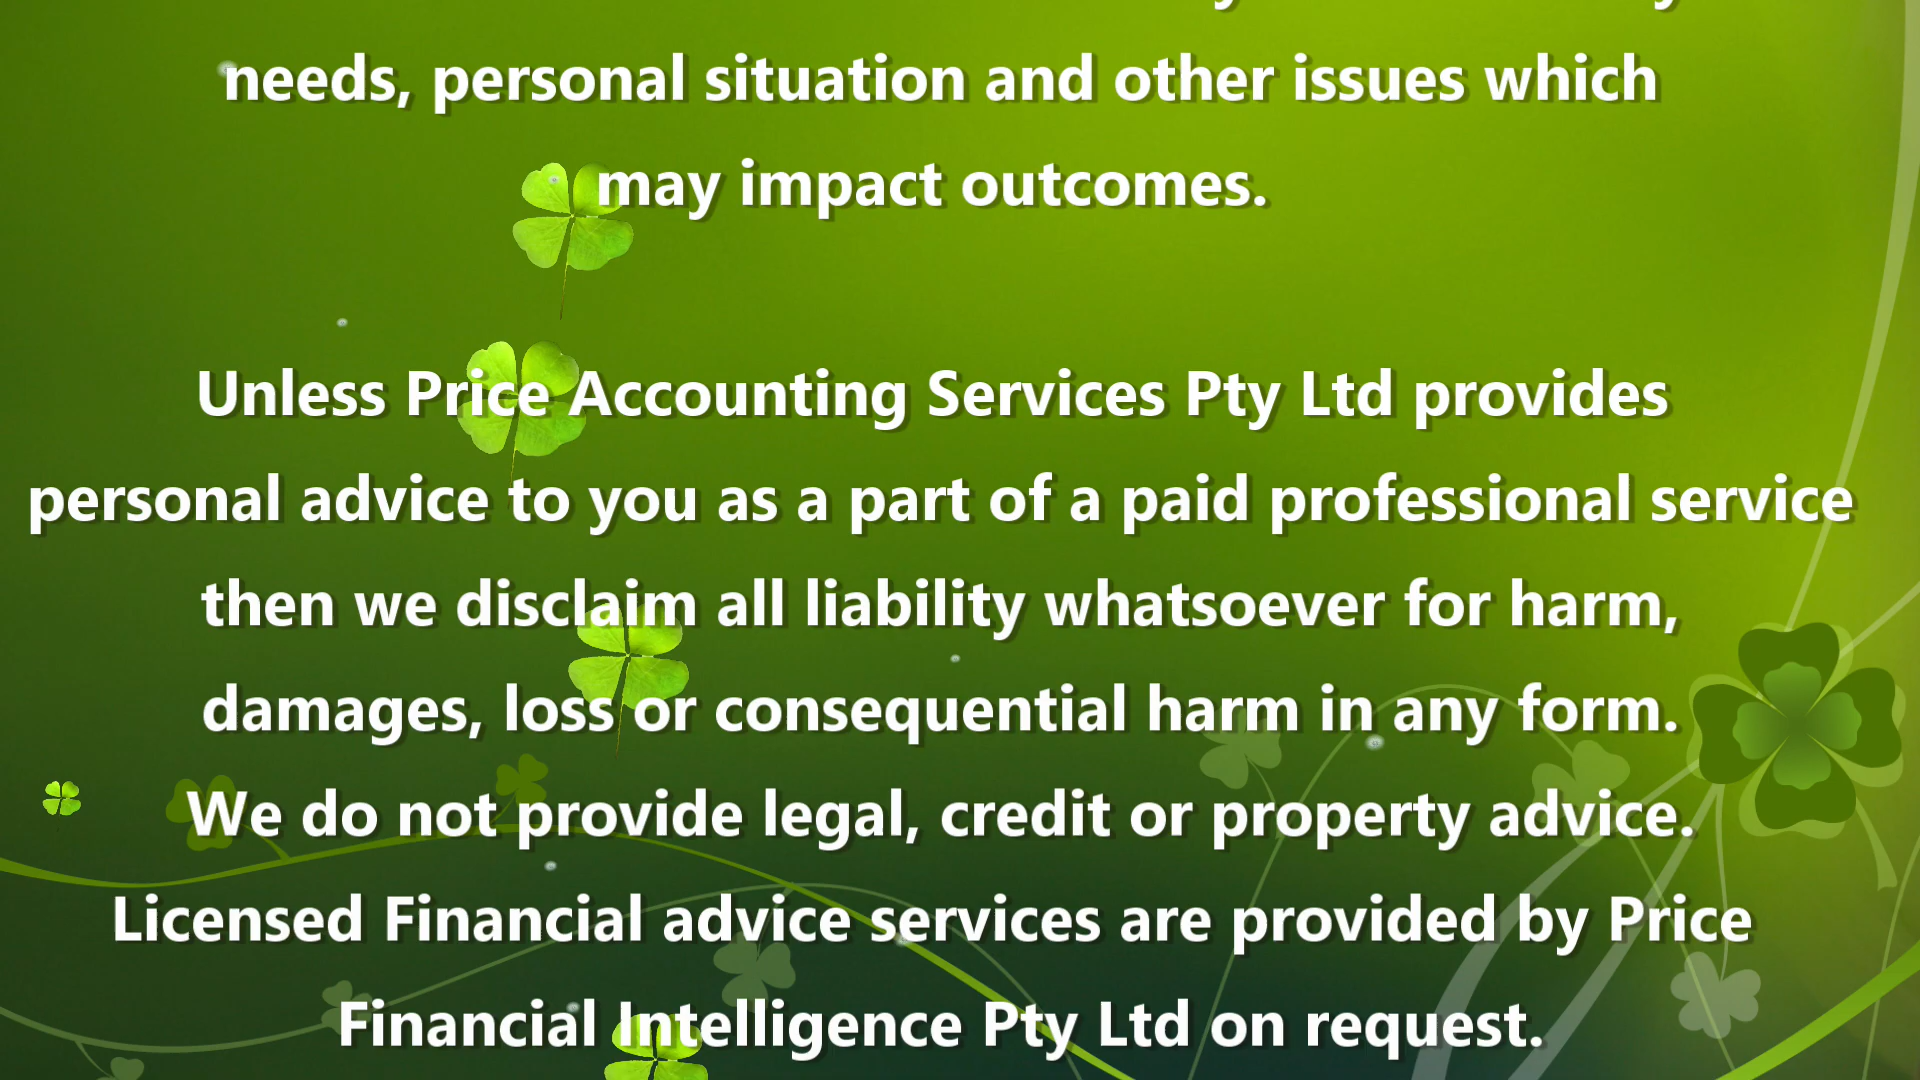 needs, personal situation and other issues which
may impact outcomes.
Unless Price Accounting Services Pty Ltd provides
personal advice to you as a part of a paid professional service
then we disclaim all liability whatsoever for harm,
damages, loss or consequential harm in any form.
We do not provide legal, credit or property advice.
Licensed Financial advice services are provided by Price
Financial Intelligence Pty Ltd on request.